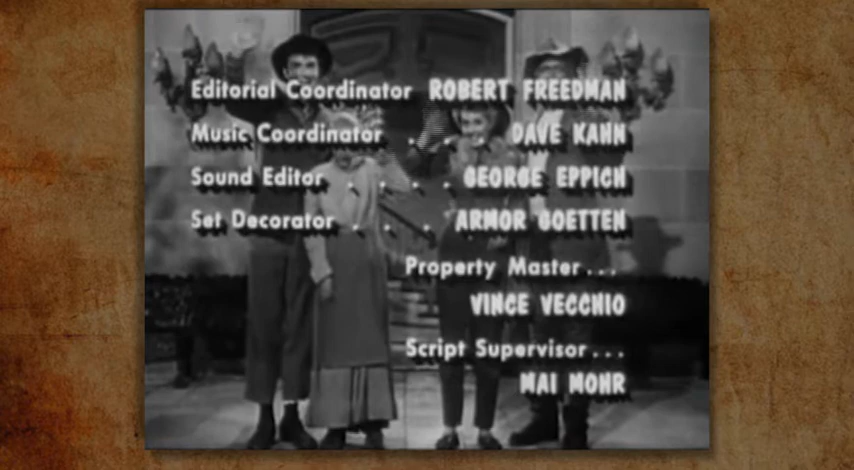 Editorial Coordinator ROBERT FREEDMAN
Music Coordinator . . . DAVE KAHN
Sound Editor . . . . GEORGE EPPICH
Set Decorator . . . . ARMOR GOETTEN
Property Master...
VINCE VECCHIO
Script Supervisor...
MAI MOHR